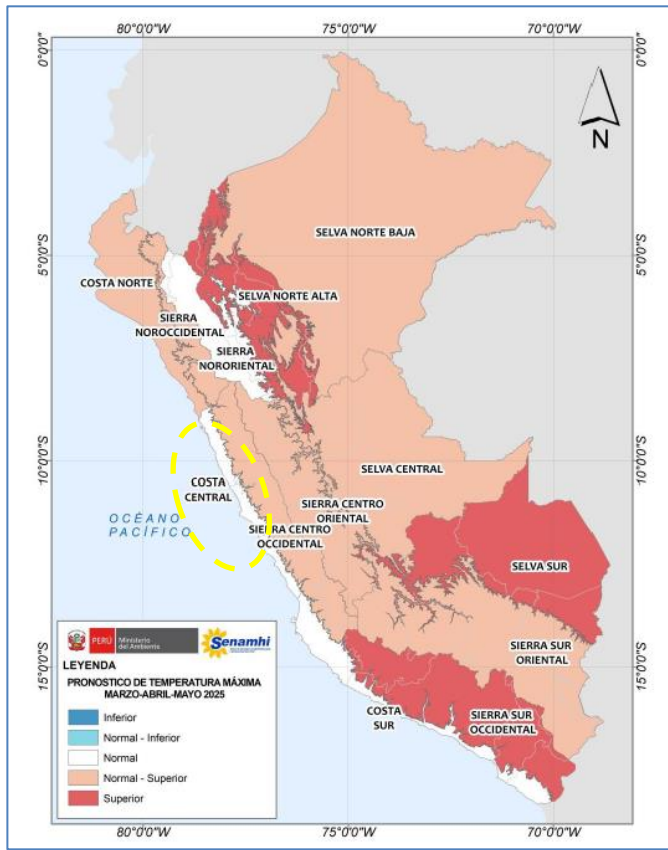 80°0'0"W 75°0'0"W 70°0'0"W
0°0'0" 0°0'0"
N
SELVA NORTE BAJA
5°0'0"S 5°0'0"S
COSTA NORTE
SELVA NORTE ALTA
SIERRA
NOROCCIDENTAL
SIERRA
NORORIENTAL
10°0'0"S 10°0'0"S
SELVA CENTRAL
COSTA
CENTRAL
SIERRA CENTRO
ORIENTAL
OCÉANO
PACÍFICO
SIERRA CENTRO
OCCIDENTAL
SELVA SUR
SIERRA SUR
ORIENTAL
15°0'0"S 15°0'0"S
COSTA
SUR
SIERRA SUR
OCCIDENTAL
PERÚ Ministerio
del Ambiente
Senamhi
LEYENDA
PRONOSTICO DE TEMPERATURA MÁXIMA
MARZO-ABRIL-MAYO 2025
Inferior
Normal - Inferior
Normal
Normal - Superior
Superior
80°0'0"W 75°0'0"W 70°0'0"W